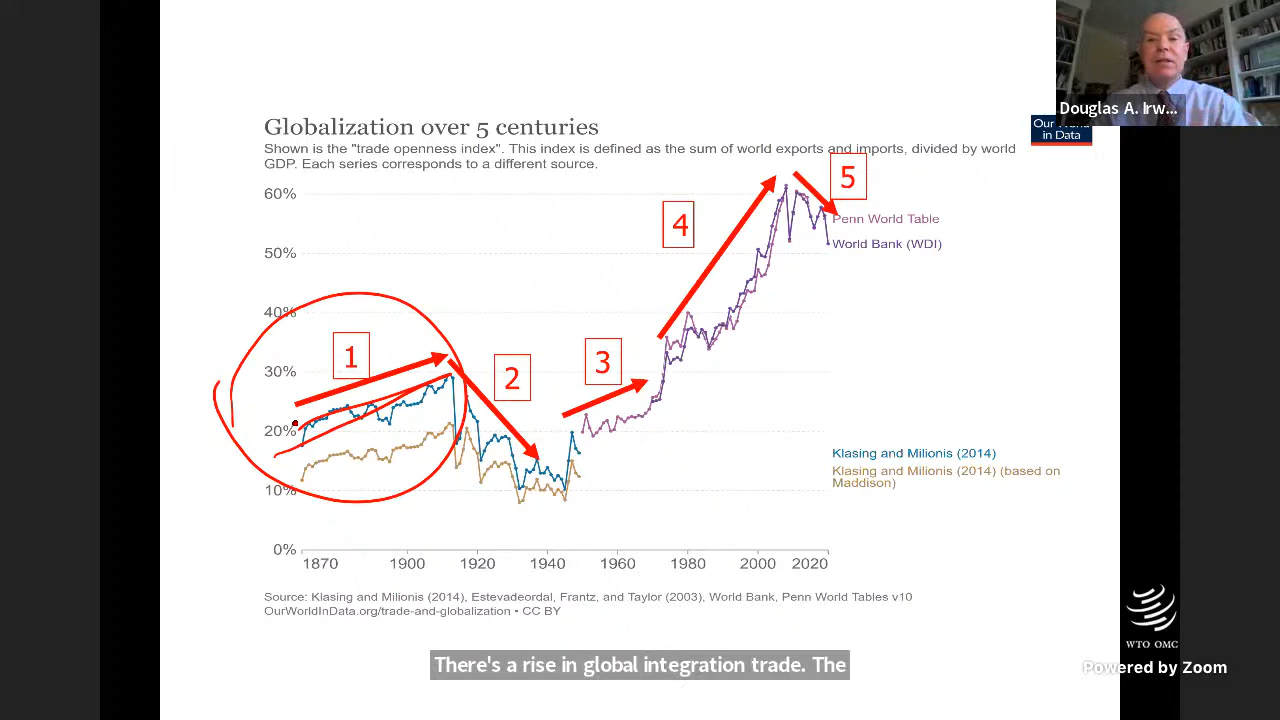 Douglas A. Irw...
Our World
in Data
Globalization over 5 centuries
Shown is the "trade openness index". This index is defined as the sum of world exports and imports, divided by world
GDP. Each series corresponds to a different source.
60%
50%
40%
30%
20%
10%
0%
1
2
3
4
5
Penn World Table
World Bank (WDI)
Klasing and Milionis (2014)
Klasing and Milionis (2014) (based on
Maddison)
1870 1900 1920 1940 1960 1980 2000 2020
Source: Klasing and Milionis (2014), Estevadeordal, Frantz, and Taylor (2003), World Bank, Penn World Tables v10
OurWorldInData.org/trade-and-globalization • CC BY
WTO OMC
There's a rise in global integration trade. The
Powered by Zoom